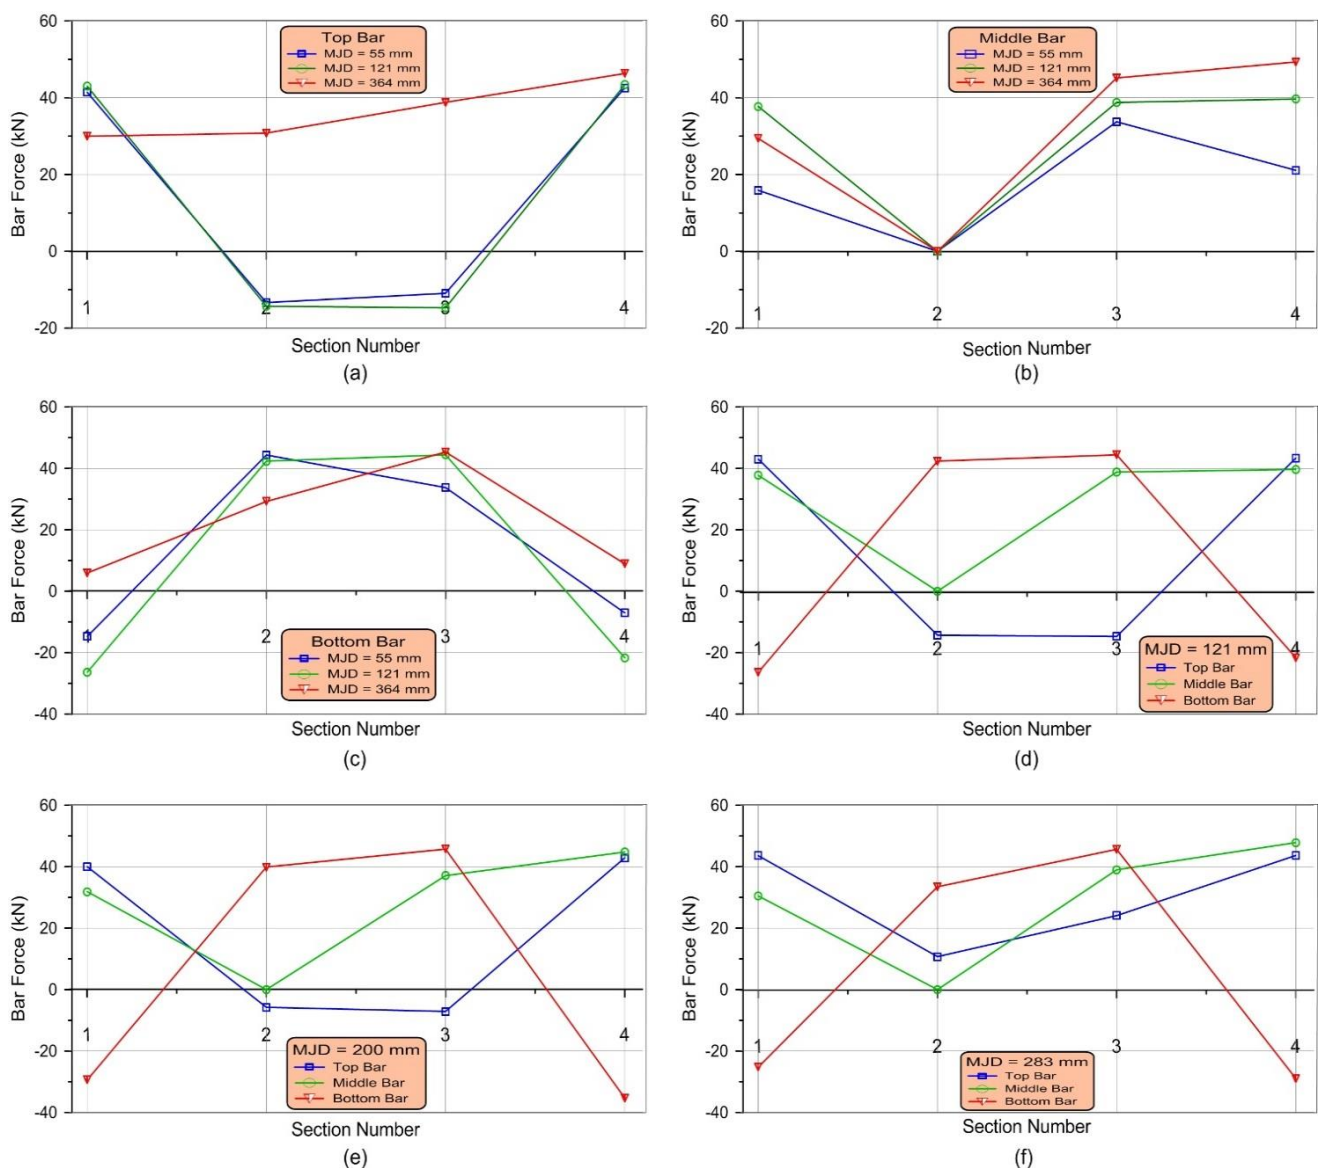 60
40
20
0
-20
Bar Force (kN)
Top Bar
MJD = 55 mm
MJD = 121 mm
MJD = 364 mm
1
2
3
4
Section Number
(a)
60
40
20
0
-20
Bar Force (kN)
Middle Bar
MJD = 55 mm
MJD = 121 mm
MJD = 364 mm
1
2
3
4
Section Number
(b)
60
40
20
0
-20
-40
Bar Force (kN)
1
2
3
4
Bottom Bar
MJD = 55 mm
MJD = 121 mm
MJD = 364 mm
Section Number
(c)
60
40
20
0
-20
-40
Bar Force (kN)
1
2
3
4
MJD = 121 mm
Top Bar
Middle Bar
Bottom Bar
Section Number
(d)
60
40
20
0
-20
-40
Bar Force (kN)
1
2
3
4
MJD = 200 mm
Top Bar
Middle Bar
Bottom Bar
Section Number
(e)
60
40
20
0
-20
-40
Bar Force (kN)
1
2
3
4
MJD = 283 mm
Top Bar
Middle Bar
Bottom Bar
Section Number
(f)